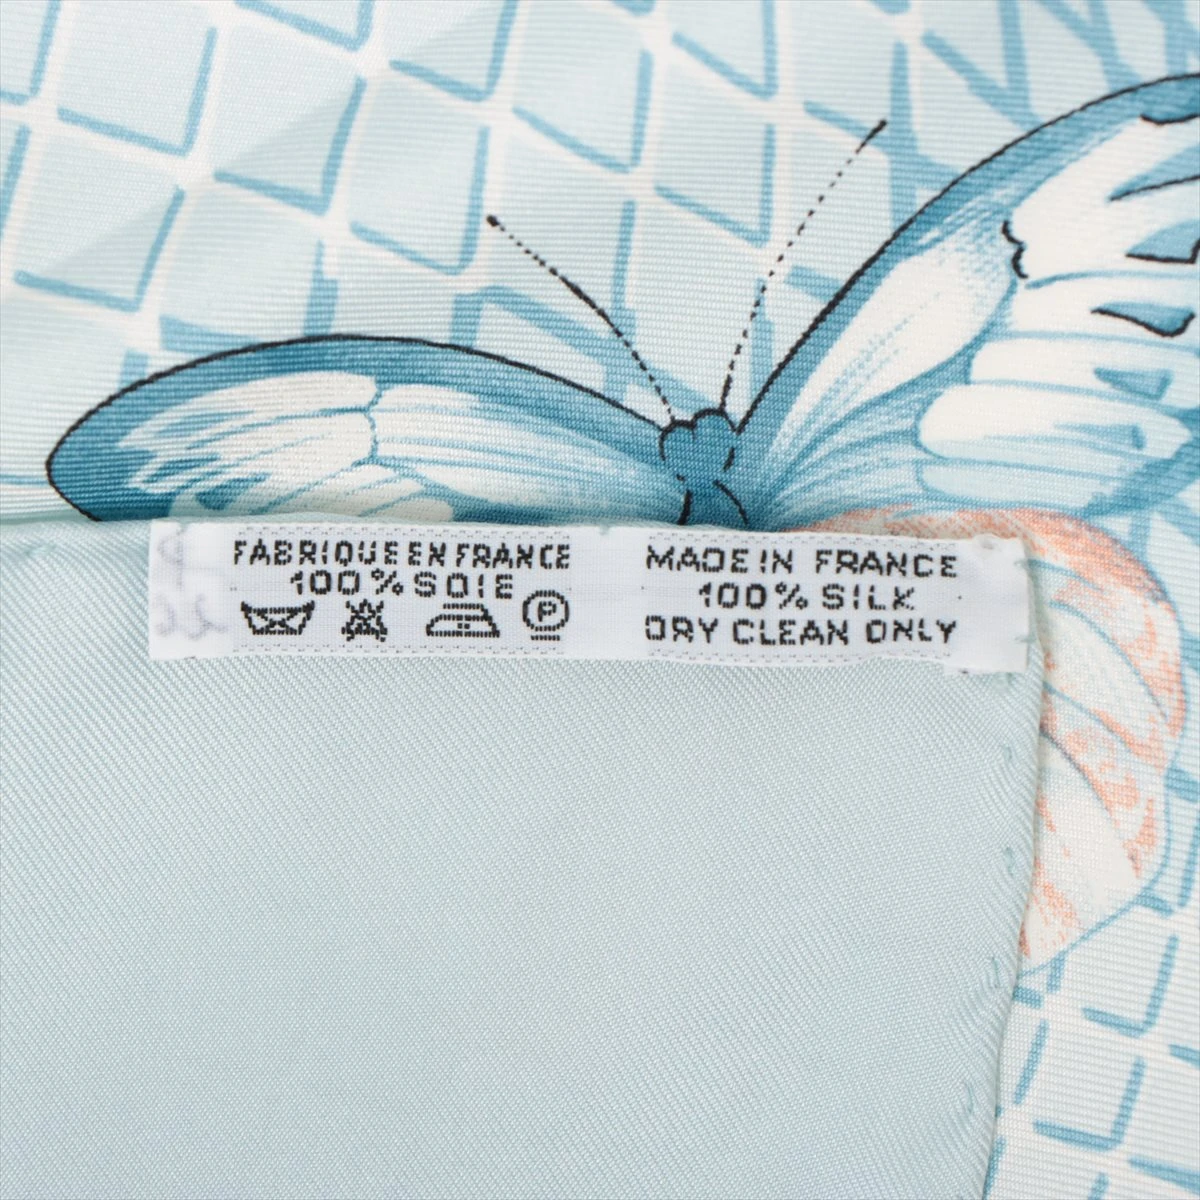 FABRIQUE EN FRANCE
100% SOIE
P
MADE IN FRANCE
100% SILK
DRY CLEAN ONLY